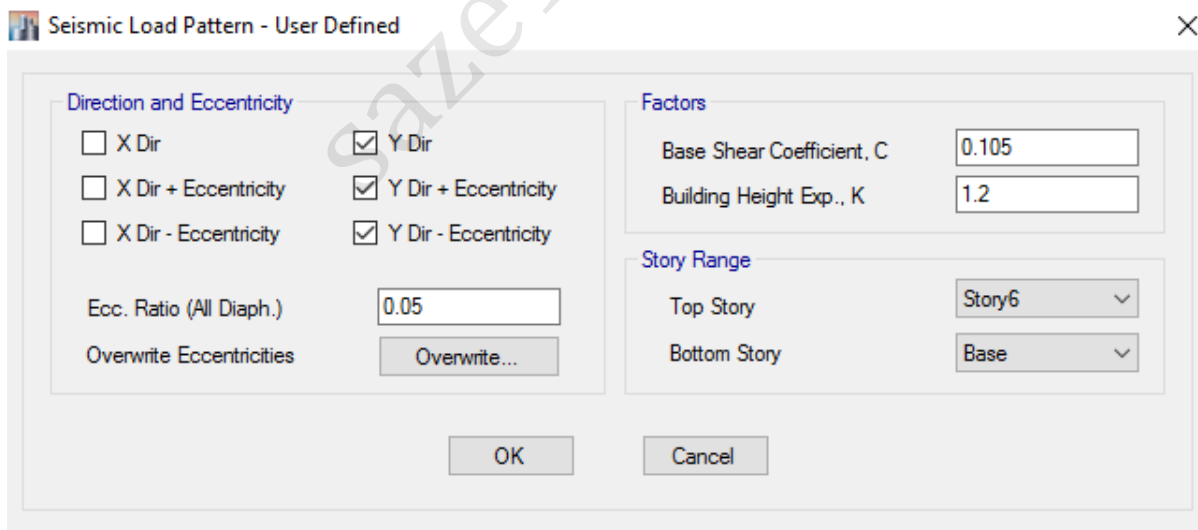 Seismic Load Pattern - User Defined
Direction and Eccentricity
X Dir
Y Dir
X Dir + Eccentricity
Y Dir + Eccentricity
X Dir - Eccentricity
Y Dir - Eccentricity
Ecc. Ratio (All Diaph.)
0.05
Overwrite Eccentricities
Overwrite...
Factors
Base Shear Coefficient, C
0.105
Building Height Exp., K
1.2
Story Range
Top Story
Story6
Bottom Story
Base
OK
Cancel